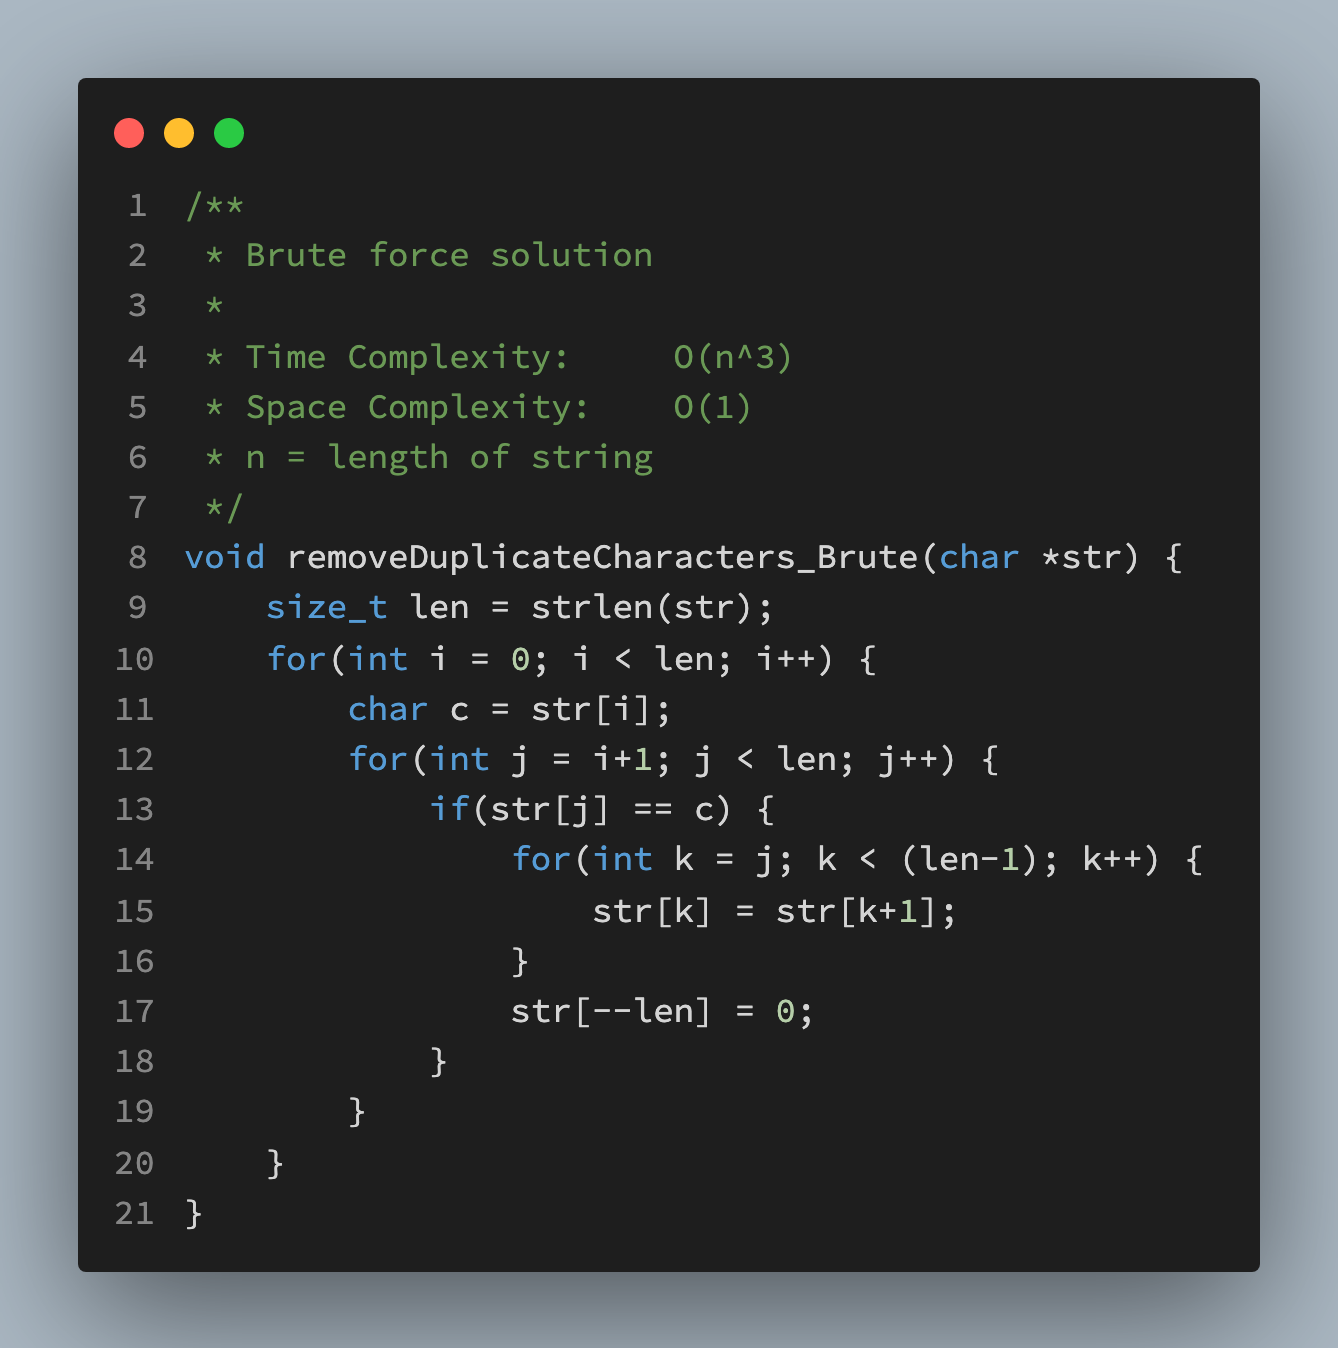 1 /**
2  * Brute force solution
3  *
4  * Time Complexity:     O(n^3)
5  * Space Complexity:    O(1)
6  * n = length of string
7  */
8 void removeDuplicateCharacters_Brute(char *str) {
9     size_t len = strlen(str);
10     for(int i = 0; i < len; i++) {
11         char c = str[i];
12         for(int j = i+1; j < len; j++) {
13             if(str[j] == c) {
14                 for(int k = j; k < (len-1); k++) {
15                     str[k] = str[k+1];
16                 }
17                 str[--len] = 0;
18             }
19         }
20     }
21 }